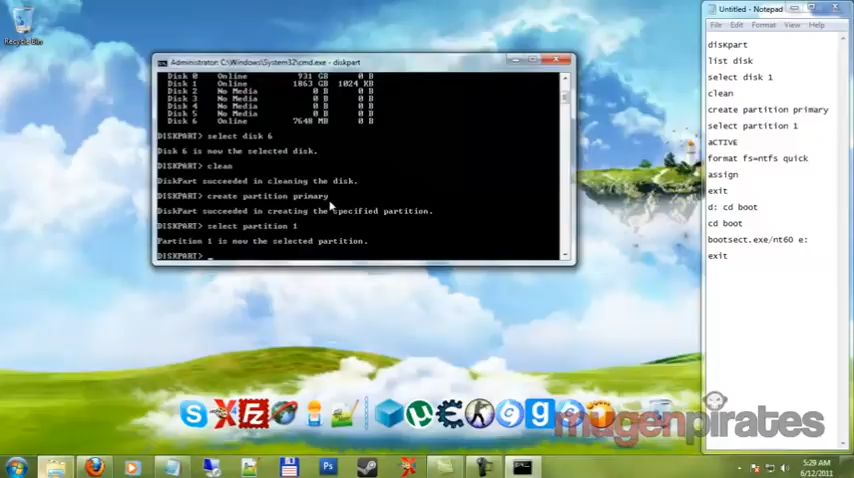 Recycle Bin
Administrator: C:\Windows\System32\cmd.exe - diskpart
Disk 0 Online 931 GB 0 B
Disk 1 Online 1863 GB 1024 KB
Disk 2 No Media 0 B 0 B
Disk 3 No Media 0 B 0 B
Disk 4 No Media 0 B 0 B
Disk 5 No Media 0 B 0 B
Disk 6 Online 7648 MB 0 B
DISKPART> select disk 6
Disk 6 is now the selected disk.
DISKPART> clean
DiskPart succeeded in cleaning the disk.
DISKPART> create partition primary
DiskPart succeeded in creating the specified partition.
DISKPART> select partition 1
Partition 1 is now the selected partition.
DISKPART> _
Untitled - Notepad
File Edit Format View Help
disKpart
list disk
select disk 1
clean
create partition primary
select partition 1
aCTIVE
format fs=ntfs quick
assign
exit
d: cd boot
cd boot
bootsect.exe/nt60 e:
exit
mugenpirates
5:29 AM
6/12/2011